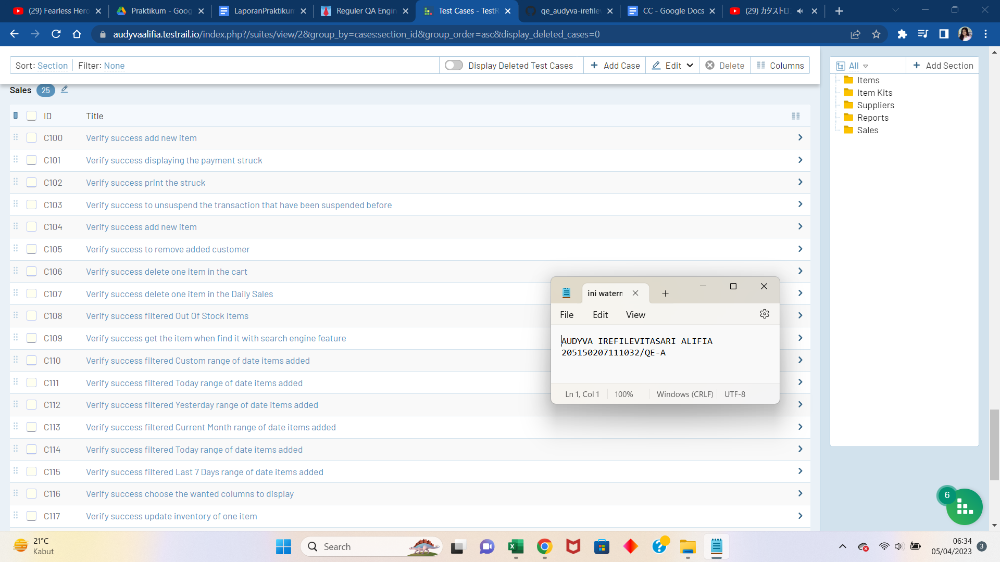 (29) Fearless Hero
Praktikum - Goog
LaporanPraktikum
Reguler QA Engin
Test Cases - TestR
qe_audyva-irefilev
CC - Google Docs
(29) カタストロ
audyvaalifia.testrail.io/index.php?/suites/view/2&group_by=cases:section_id&group_order=asc&display_deleted_cases=0
Sort: Section Filter: None
Display Deleted Test Cases
Add Case
Edit
Delete
Columns
Sales 25
ID Title
C100 Verify success add new item
C101 Verify success displaying the payment struck
C102 Verify success print the struck
C103 Verify success to unsuspend the transaction that have been suspended before
C104 Verify success add new item
C105 Verify success to remove added customer
C106 Verify success delete one item in the cart
C107 Verify success delete one item in the Daily Sales
C108 Verify success filtered Out Of Stock Items
C109 Verify success get the item when find it with search engine feature
C110 Verify success filtered Custom range of date items added
C111 Verify success filtered Today range of date items added
C112 Verify success filtered Yesterday range of date items added
C113 Verify success filtered Current Month range of date items added
C114 Verify success filtered Today range of date items added
C115 Verify success filtered Last 7 Days range of date items added
C116 Verify success choose the wanted columns to display
C117 Verify success update inventory of one item
All
Add Section
Items
Item Kits
Suppliers
Reports
Sales
ini waterm
File Edit View
AUDYVA IREFILEVITASARI ALIFIA
205150207111032/QE-A
Ln 1, Col 1 100% Windows (CRLF) UTF-8
6
21°C
Kabut
Search
06:34
05/04/2023
3